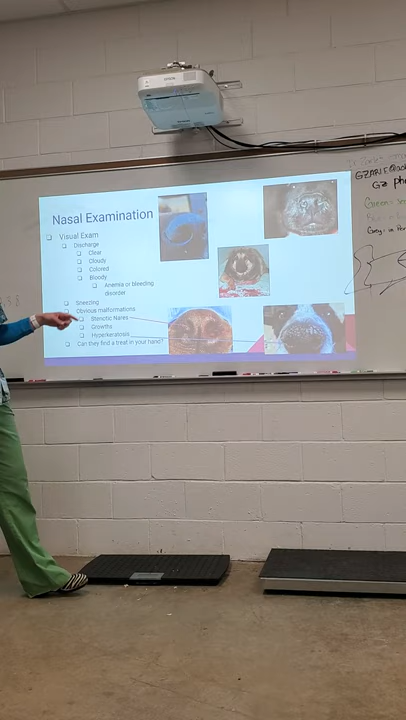 EPSON
Nasal Examination
Visual Exam
Discharge
Clear
Cloudy
Colored
Bloody
Anemia or bleeding
disorder
Sneezing
Obvious malformations
Stenotic Nares
Growths
Hyperkeratosis
Can they find a treat in your hand?